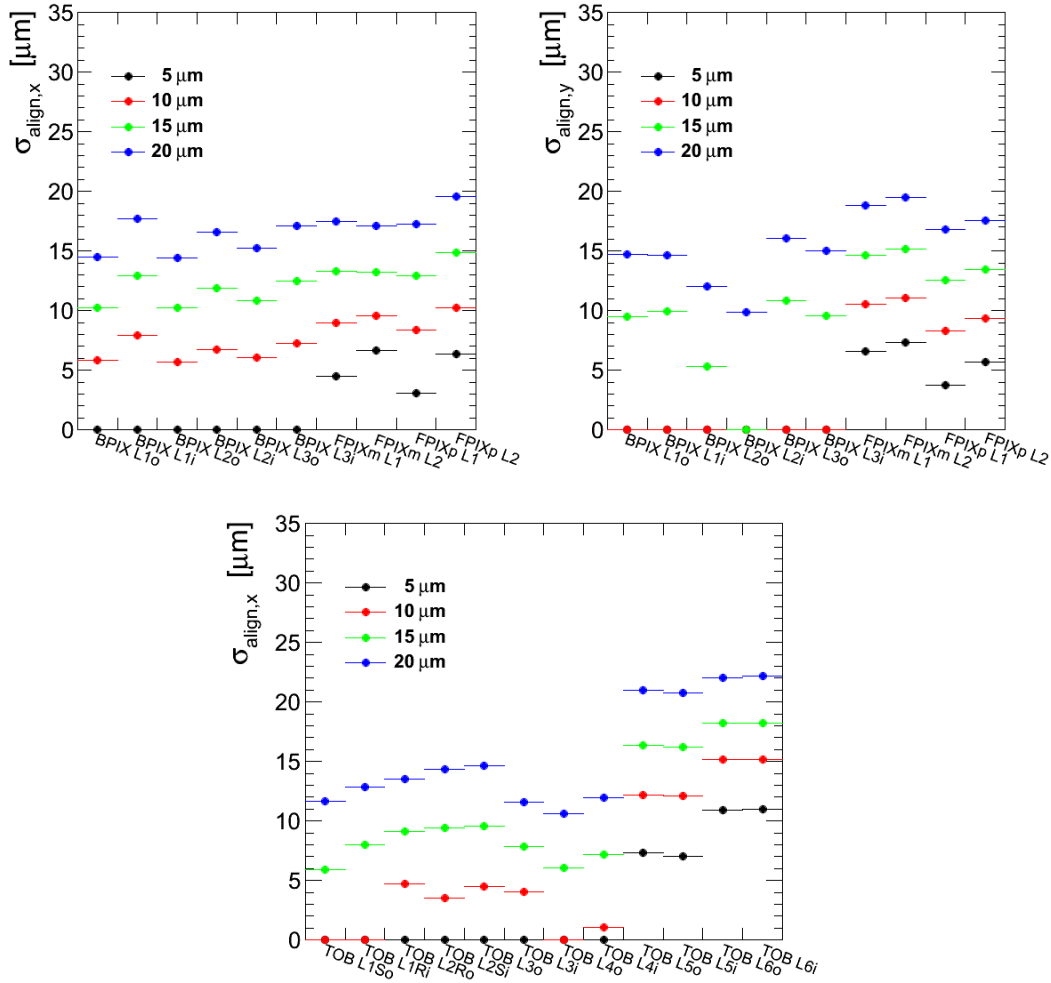 σalign,x [μm]
35
30
25
20
15
10
5
0
5 μm
10 μm
15 μm
20 μm
BPIX L1o
BPIX L1i
BPIX L2o
BPIX L2i
BPIX L3o
BPIX L3i
FPIXm L1
FPIXm L2
FPIXp L1
FPIXp L2
σalign,y [μm]
35
30
25
20
15
10
5
0
5 μm
10 μm
15 μm
20 μm
BPIX L1o
BPIX L1i
BPIX L2o
BPIX L2i
BPIX L3o
BPIX L3i
FPIXm L1
FPIXm L2
FPIXp L1
FPIXp L2
σalign,x [μm]
35
30
25
20
15
10
5
0
5 μm
10 μm
15 μm
20 μm
TOB L1So
TOB L1Ri
TOB L2Ro
TOB L2Si
TOB L3o
TOB L3i
TOB L4o
TOB L4i
TOB L5o
TOB L5i
TOB L6o
TOB L6i